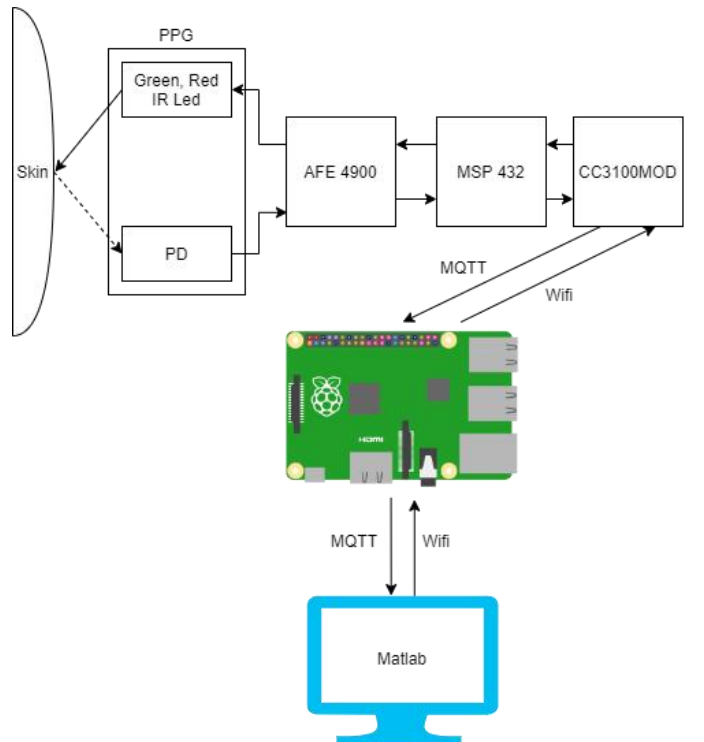 PPG
Green, Red
IR Led
Skin
AFE 4900
MSP 432
CC3100MOD
PD
MQTT
Wifi
HDMI
MQTT
Wifi
Matlab